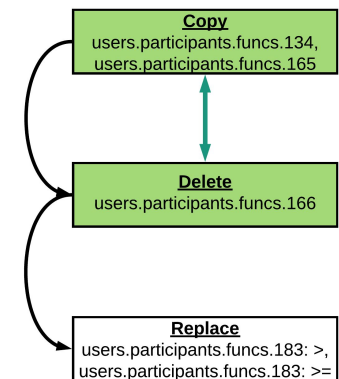 Copy
users.participants.funcs.134,
users.participants.funcs.165
Delete
users.participants.funcs.166
Replace
users.participants.funcs.183: >,
users.participants.funcs.183: >=